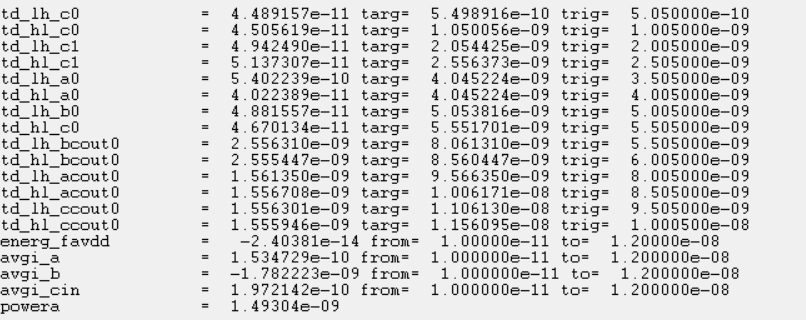 td_lh_c0 = 4.489157e-11 targ= 5.498916e-10 trig= 5.050000e-10
td_hl_c0 = 4.505619e-11 targ= 1.050056e-09 trig= 1.005000e-09
td_lh_c1 = 4.942490e-11 targ= 2.054425e-09 trig= 2.005000e-09
td_hl_c1 = 5.137307e-11 targ= 2.556373e-09 trig= 2.505000e-09
td_lh_a0 = 5.402239e-10 targ= 4.045224e-09 trig= 3.505000e-09
td_hl_a0 = 4.022389e-11 targ= 4.045224e-09 trig= 4.005000e-09
td_lh_b0 = 4.881557e-11 targ= 5.053816e-09 trig= 5.005000e-09
td_hl_c0 = 4.670134e-11 targ= 5.551701e-09 trig= 5.505000e-09
td_lh_bcout0 = 2.556310e-09 targ= 8.061310e-09 trig= 5.505000e-09
td_hl_bcout0 = 2.555447e-09 targ= 8.560447e-09 trig= 6.005000e-09
td_lh_acout0 = 1.561350e-09 targ= 9.566350e-09 trig= 8.005000e-09
td_hl_acout0 = 1.556708e-09 targ= 1.006171e-08 trig= 8.505000e-09
td_lh_ccout0 = 1.556301e-09 targ= 1.106130e-08 trig= 9.505000e-09
td_hl_ccout0 = 1.555946e-09 targ= 1.156095e-08 trig= 1.000500e-08
energ_favdd = -2.40381e-14 from= 1.00000e-11 to= 1.20000e-08
avgi_a = 1.534729e-10 from= 1.000000e-11 to= 1.200000e-08
avgi_b = -1.782223e-09 from= 1.000000e-11 to= 1.200000e-08
avgi_cin = 1.972142e-10 from= 1.000000e-11 to= 1.200000e-08
powera = 1.49304e-09